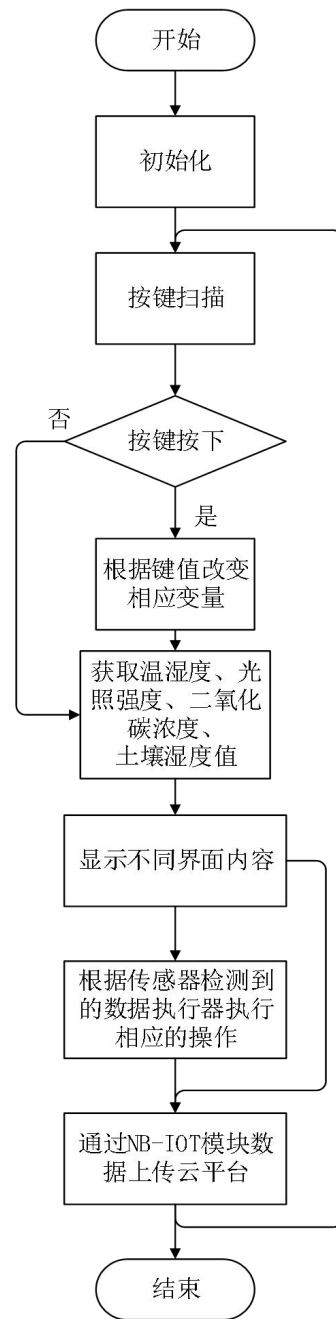 开始
初始化
按键扫描
否
按键按下
是
根据键值改变
相应变量
获取温湿度、光
照强度、二氧化
碳浓度、
土壤湿度值
显示不同界面内容
根据传感器检测到
的数据执行器执行
相应的操作
通过NB-IOT模块数
据上传云平台
结束